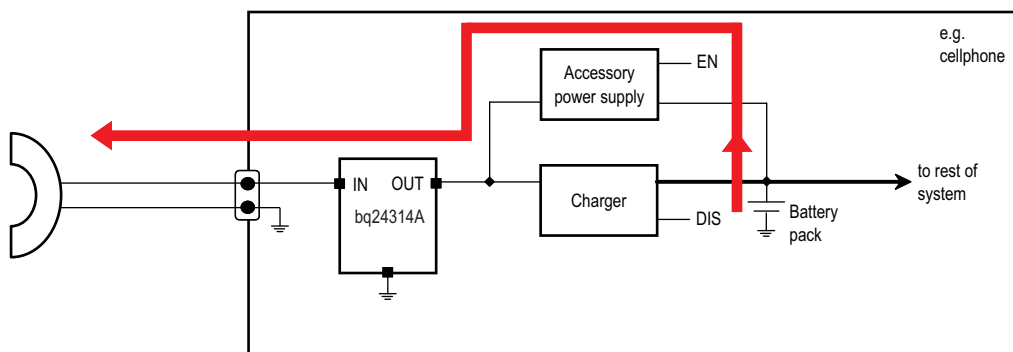 e.g.
cellphone
Accessory
power supply
EN
IN
OUT
bq24314A
Charger
DIS
to rest of
system
Battery
pack